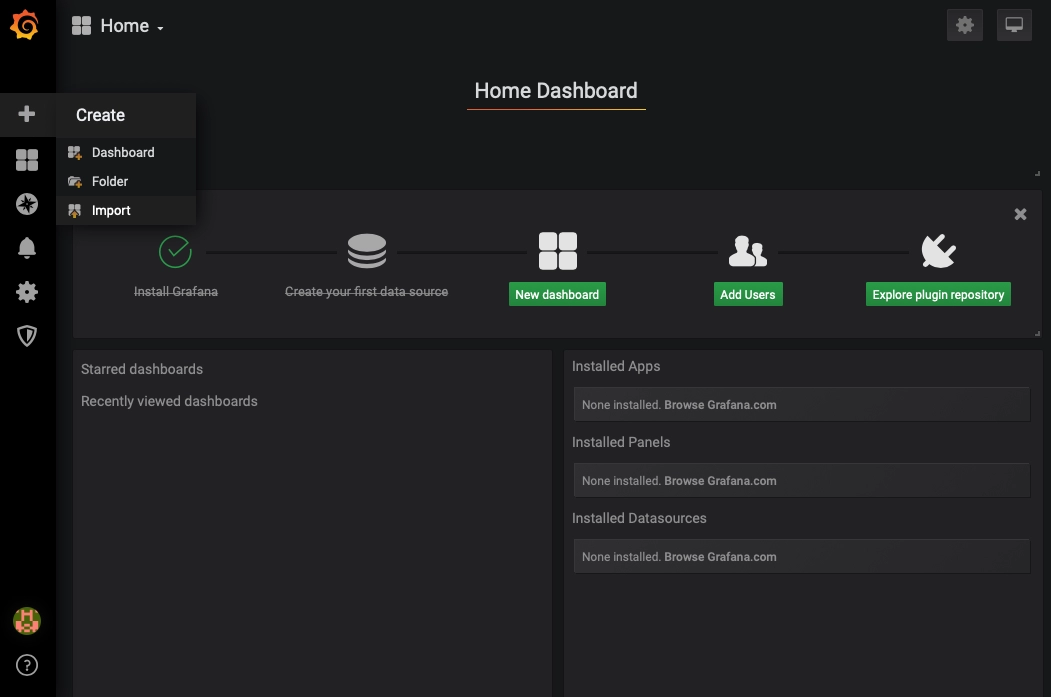 Home
Home Dashboard
Create
Dashboard
Folder
Import
Install Grafana
Create your first data source
New dashboard
Add Users
Explore plugin repository
Starred dashboards
Recently viewed dashboards
Installed Apps
None installed. Browse Grafana.com
Installed Panels
None installed. Browse Grafana.com
Installed Datasources
None installed. Browse Grafana.com
?